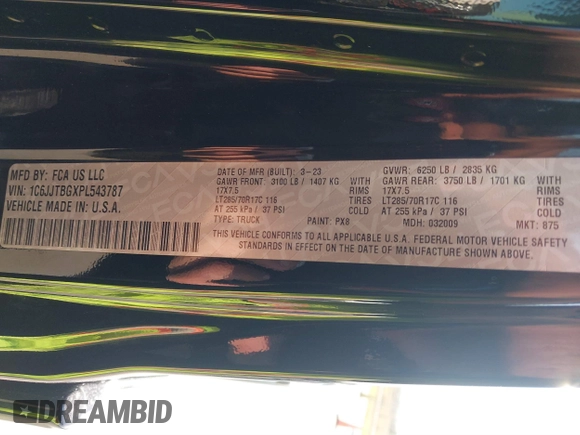 MFD BY: FCA US LLC
VIN: 1C6JJTBGXPL543787
VEHICLE MADE IN: U.S.A.
DATE OF MFR (BUILT): 3-23
GVWR: 6250 LB / 2835 KG
GAWR FRONT: 3100 LB / 1407 KG
17X7.5 RIMS
LT285/70R17C 116 TIRES
AT 255 kPa / 37 PSI COLD
GAWR REAR: 3750 LB / 1701 KG
17X7.5 RIMS
LT285/70R17C 116 TIRES
AT 255 kPa / 37 PSI COLD
TYPE: TRUCK PAINT: PX8 MDH: 032009 MKT: 875
THIS VEHICLE CONFORMS TO ALL APPLICABLE U.S.A. FEDERAL MOTOR VEHICLE SAFETY
STANDARDS IN EFFECT ON THE DATE OF MANUFACTURE SHOWN ABOVE.
DREAMBID